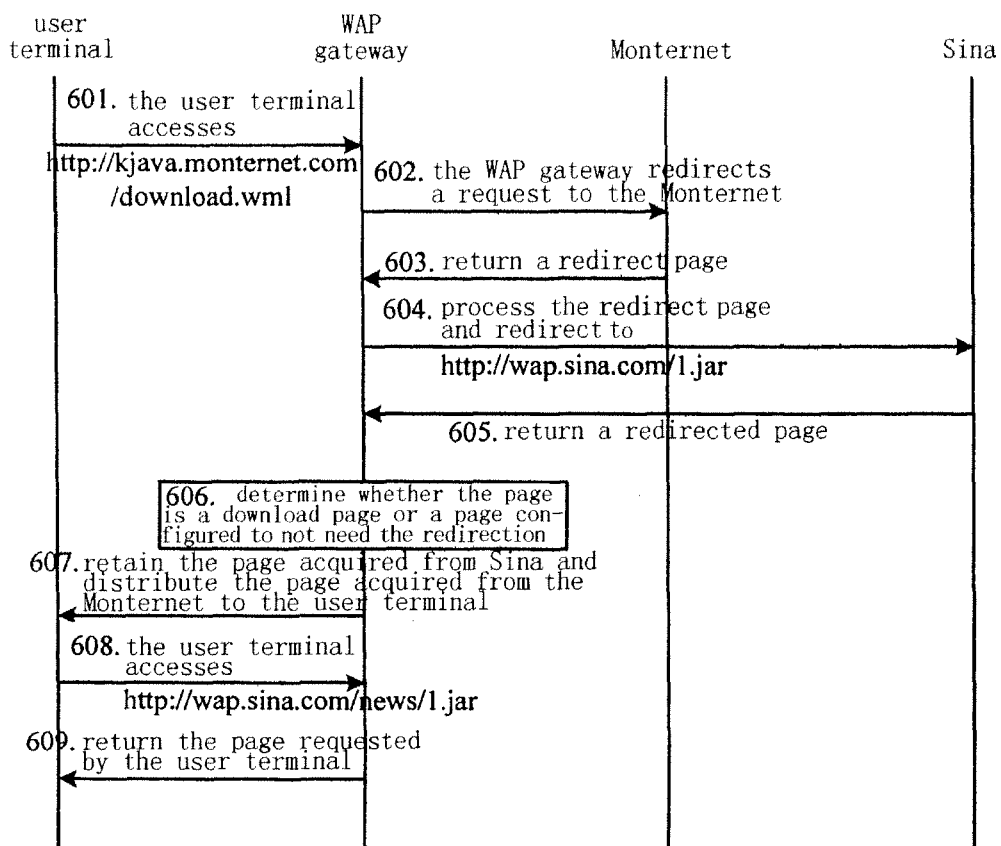 user
terminal
WAP
gateway
Monternet
Sina
601. the user terminal
accesses
http://kjava.monternet.com
/download.wml
602. the WAP gateway redirects
a request to the Monternet
603. return a redirect page
604. process the redirect page
and redirect to
http://wap.sina.com/1.jar
605. return a redirected page
606. determine whether the page
is a download page or a page con-
figured to not need the redirection
607. retain the page acquired from Sina and
distribute the page acquired from the
Monternet to the user terminal
608. the user terminal
accesses
http://wap.sina.com/news/1.jar
609. return the page requested
by the user terminal